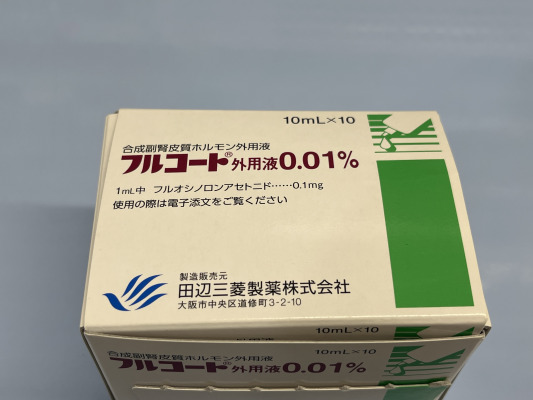 10mL×10
合成副腎皮質ホルモン外用液
フルコート®外用液0.01%
1mL中 フルオシノロンアセトニド……0.1mg
使用の際は電子添文をご覧ください
製造販売元
田辺三菱製薬株式会社
大阪市中央区道修町3-2-10
10mL×10
合成副腎皮質ホルモン外用液
10mL×10
フルコート®外用液0.01%